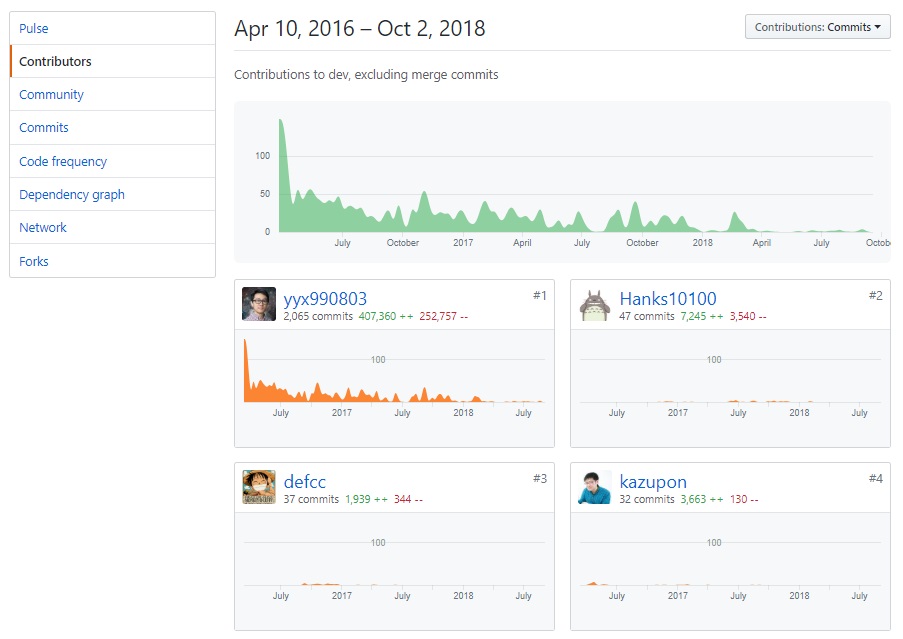 Pulse
Contributors
Community
Commits
Code frequency
Dependency graph
Network
Forks
Apr 10, 2016 – Oct 2, 2018
Contributions: Commits
Contributions to dev, excluding merge commits
100
50
0
July October 2017 April July October 2018 April July Octob
yyx990803 #1
2,065 commits 407,360 ++ 252,757 --
100
July 2017 July 2018 July
Hanks10100 #2
47 commits 7,245 ++ 3,540 --
100
July 2017 July 2018 July
defcc #3
37 commits 1,939 ++ 344 --
100
July 2017 July 2018 July
kazupon #4
32 commits 3,663 ++ 130 --
100
July 2017 July 2018 July